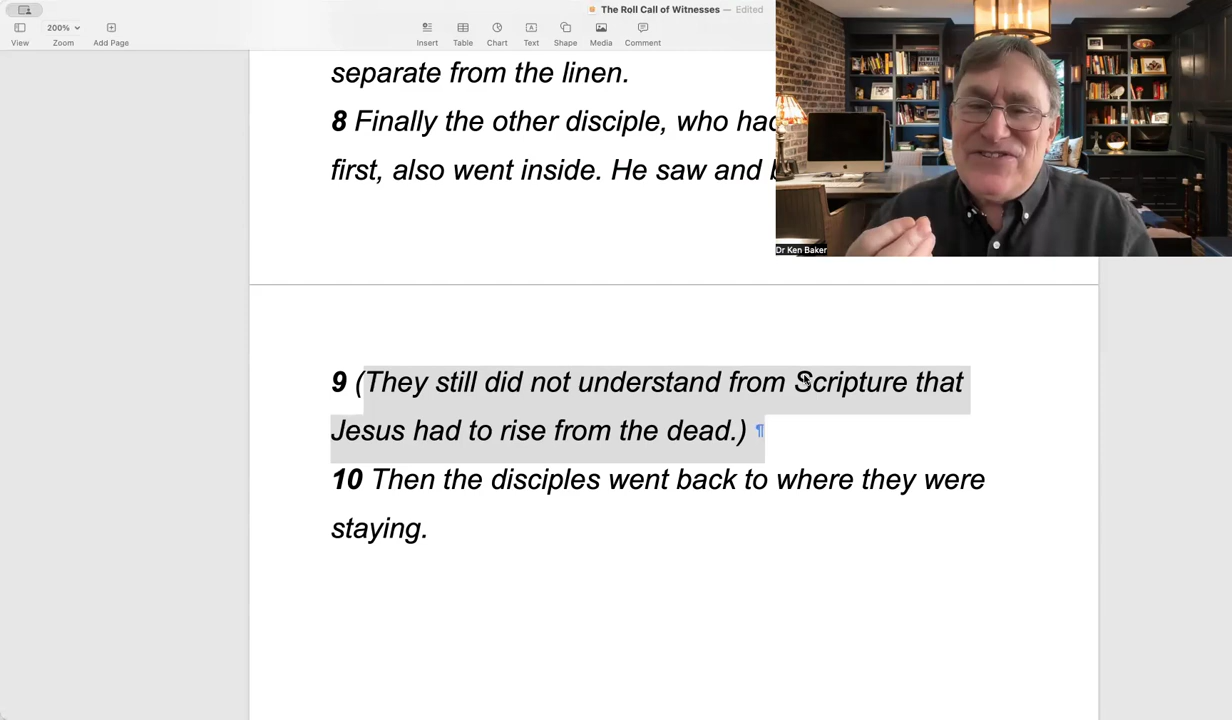 The Roll Call of Witnesses — Edited
200%
View
Zoom
Add Page
Insert
Table
Chart
Text
Shape
Media
Comment
separate from the linen.
8 Finally the other disciple, who had
first, also went inside. He saw and
Dr Ken Baker
9 (They still did not understand from Scripture that
Jesus had to rise from the dead.) ¶
10 Then the disciples went back to where they were
staying.